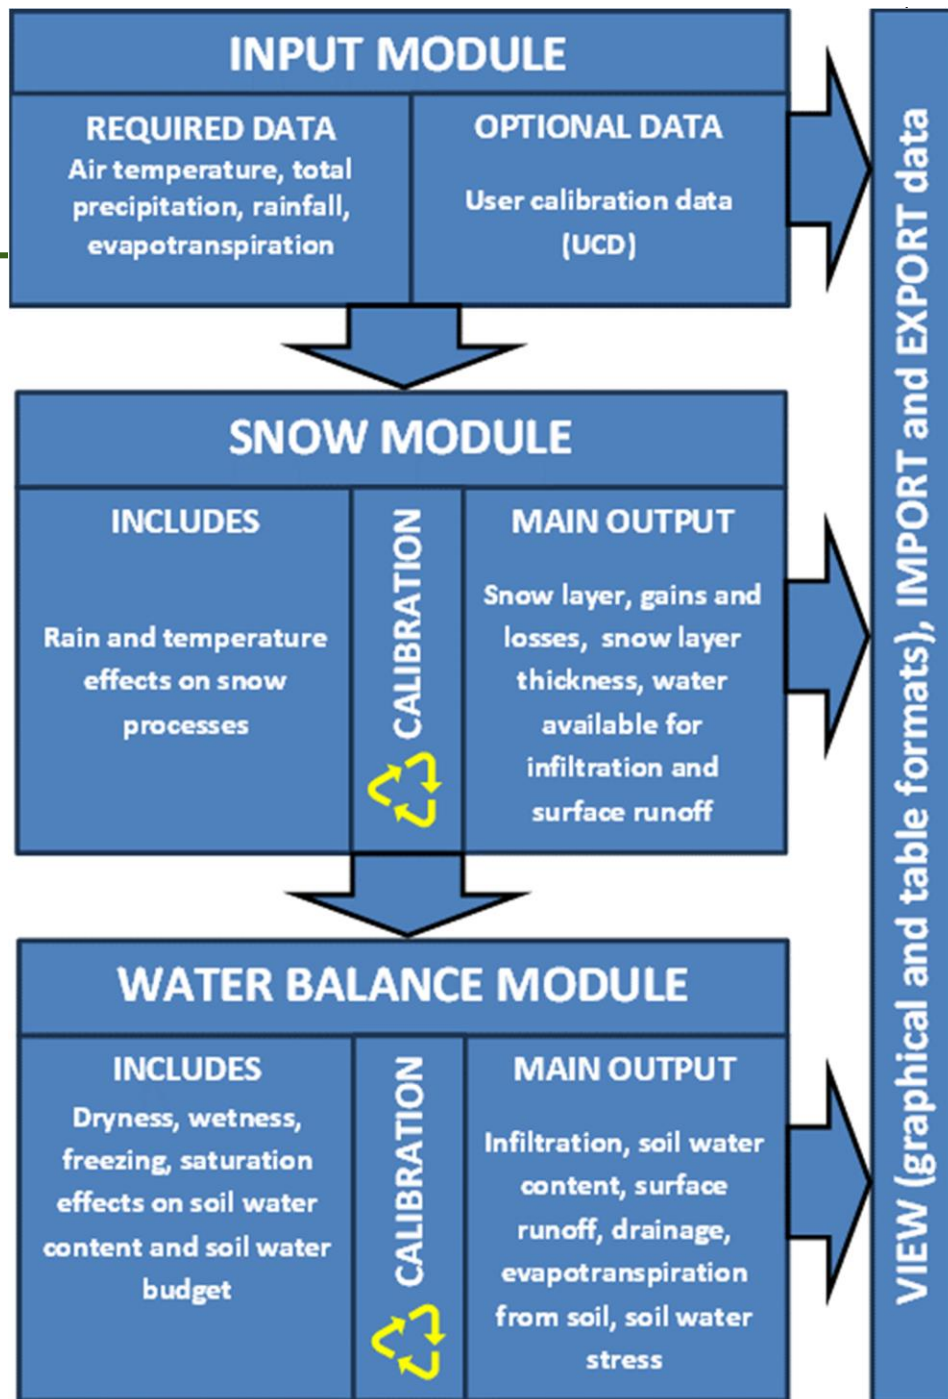 INPUT MODULE
REQUIRED DATA
Air temperature, total
precipitation, rainfall,
evapotranspiration
OPTIONAL DATA
User calibration data
(UCD)
SNOW MODULE
INCLUDES
Rain and temperature
effects on snow
processes
CALIBRATION
MAIN OUTPUT
Snow layer, gains and
losses, snow layer
thickness, water
available for
infiltration and
surface runoff
WATER BALANCE MODULE
INCLUDES
Dryness, wetness,
freezing, saturation
effects on soil water
content and soil water
budget
CALIBRATION
MAIN OUTPUT
Infiltration, soil water
content, surface
runoff, drainage,
evapotranspiration
from soil, soil water
stress
VIEW (graphical and table formats), IMPORT and EXPORT data